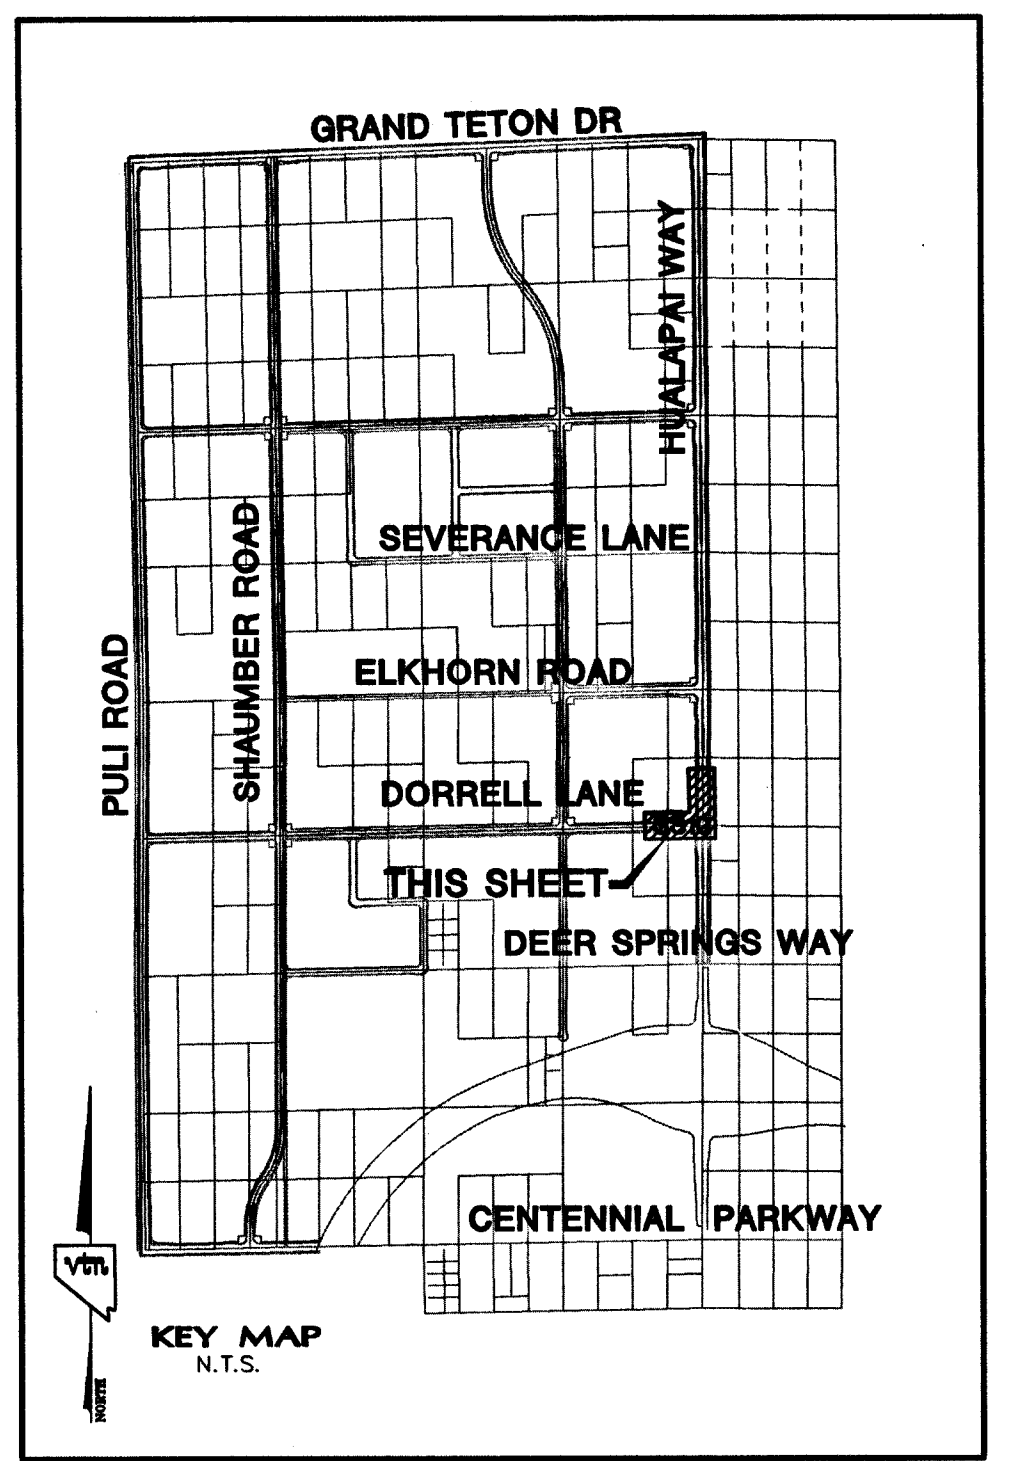 GRAND TETON DR
HUALAPAI WAY
SEVERANCE LANE
SHAUMBER ROAD
PULI ROAD
ELKHORN ROAD
DORRELL LANE
THIS SHEET
DEER SPRINGS WAY
CENTENNIAL PARKWAY
vtn
KEY MAP
N.T.S.
NORTH